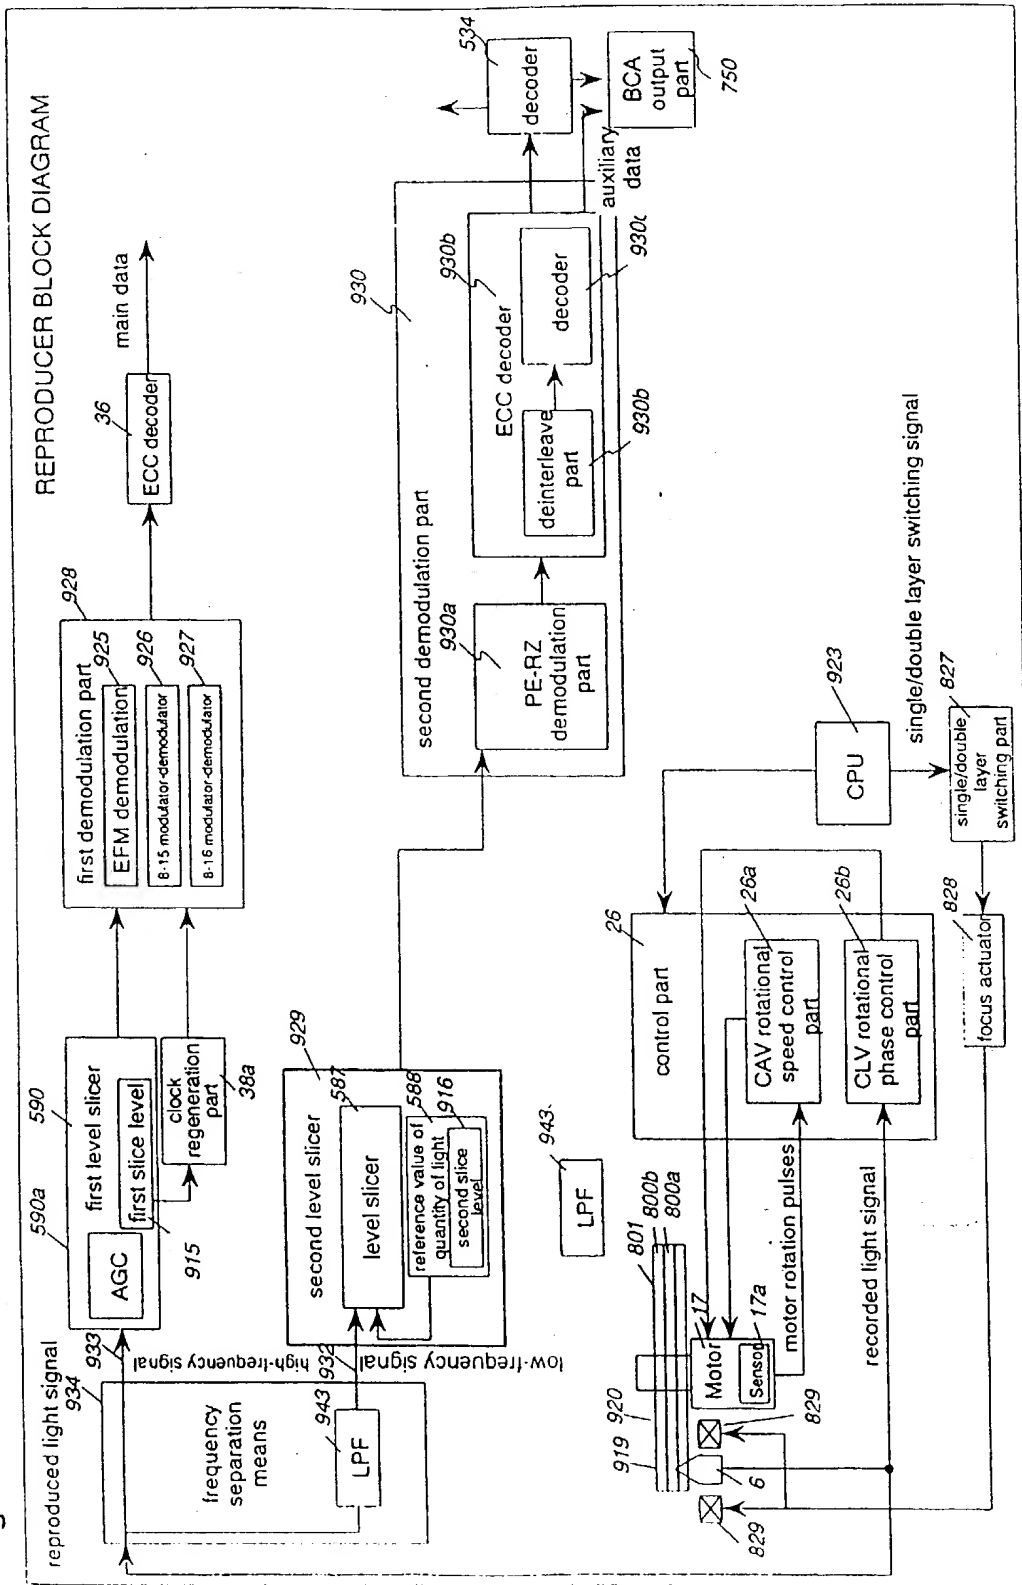 REPRODUCER BLOCK DIAGRAM
reproduced light signal
934
frequency
separation
means
943
LPF
933
high-frequency signal
932
low-frequency signal
590a
590
first level slicer
AGC
first slice level
915
clock
regeneration
part
38a
928
first demodulation part
925
EFM demodulation
926
8-15 modulator-demodulator
927
8-16 modulator-demodulator
36
ECC decoder
main data
929
second level slicer
587
level slicer
588
reference value of
quantity of light
916
second slice
level
930
second demodulation part
930a
PE-RZ
demodulation
part
930b
ECC decoder
deinterleave
part
930b
decoder
930c
534
decoder
auxiliary
data
BCA
output
part
750
943
LPF
801
800b
800a
920
919
17
Motor
17a
Sensor
829
6
829
motor rotation pulses
recorded light signal
26
control part
26a
CAV rotational
speed control
part
26b
CLV rotational
phase control
part
923
CPU
single/double layer switching signal
827
single/double
layer
switching part
828
focus actuator